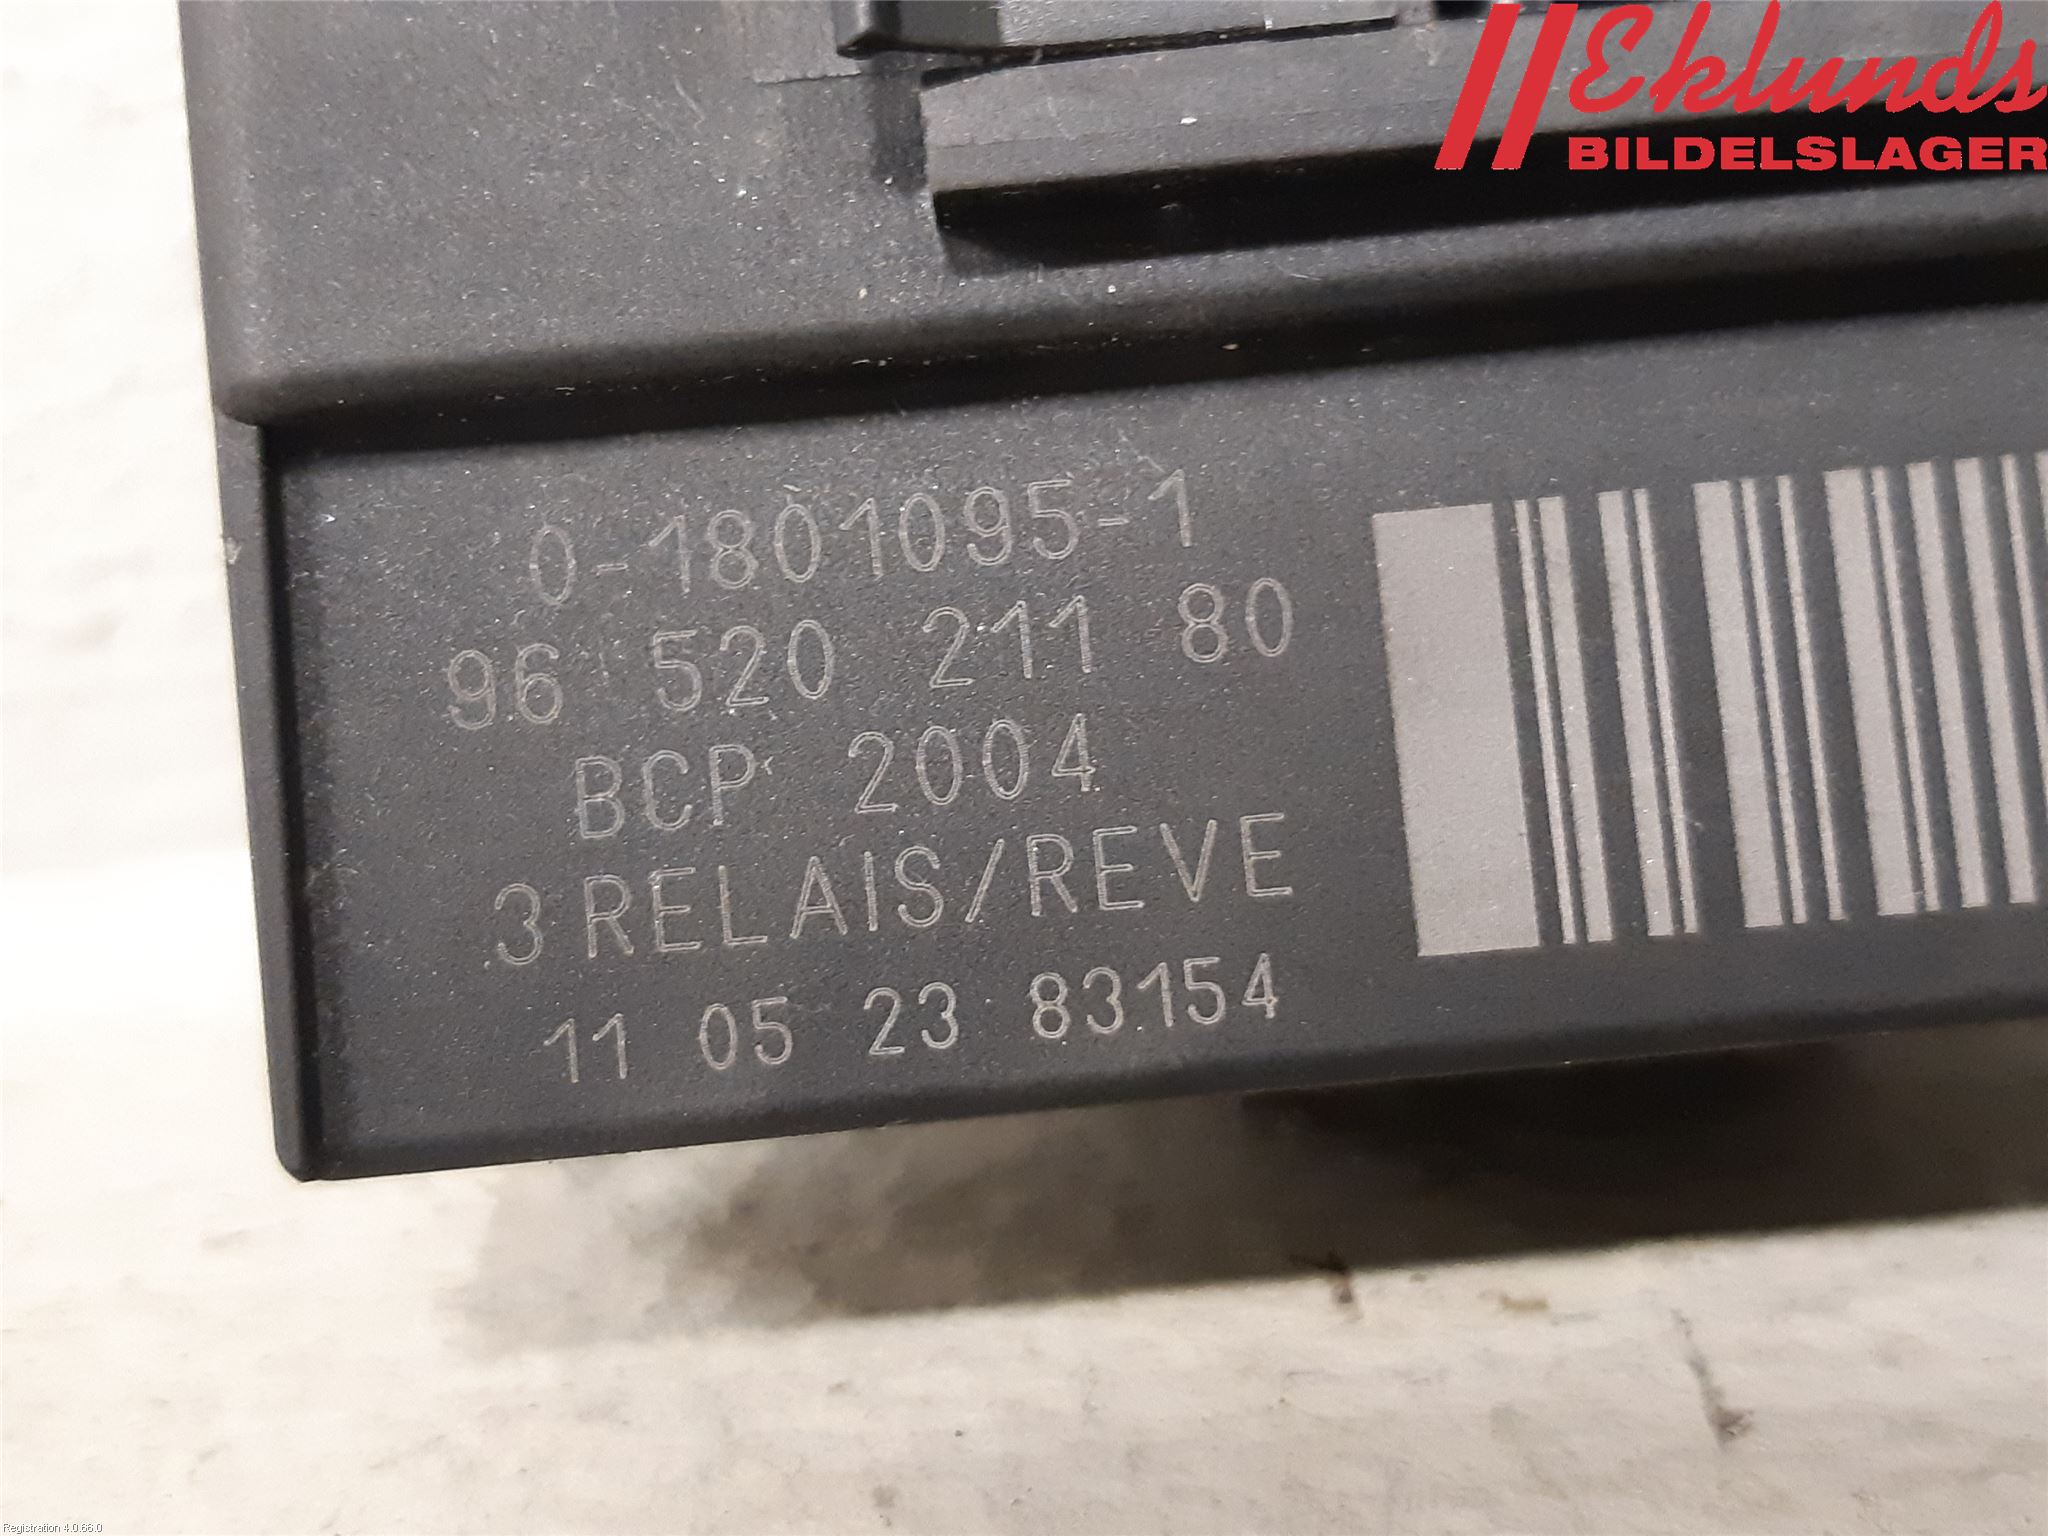 Eklunds
BILDELSLAGER
0-1801095-1
96 520 211 80
BCP 2004
3 RELAIS/REVE
11 05 23 83154
Registration 4.0.66.0